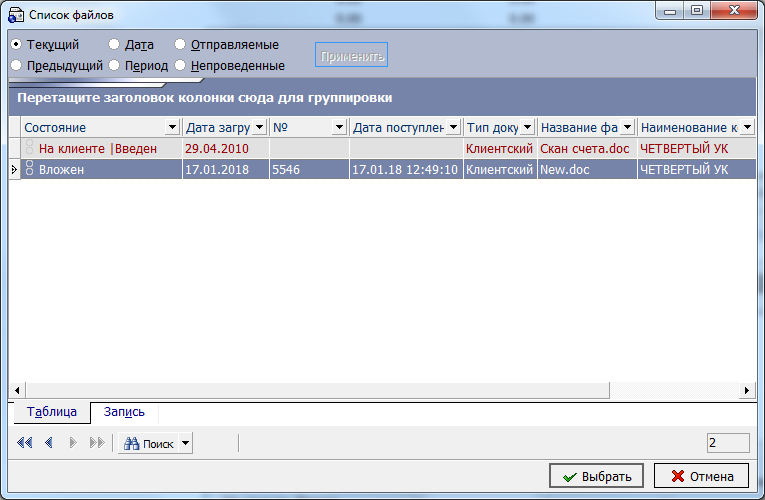 Список файлов
Текущий Дата Отправляемые
Предыдущий Период Непроведенные
Применить
Перетащите заголовок колонки сюда для группировки
Состояние Дата загру № Дата поступлен Тип доку Название фа Наименование к
На клиенте |Введен 29.04.2010 Клиентский Скан счета.doc ЧЕТВЕРТЫЙ УК
Вложен 17.01.2018 5546 17.01.18 12:49:10 Клиентский New.doc ЧЕТВЕРТЫЙ УК
Таблица Запись
Поиск 2
Выбрать Отмена